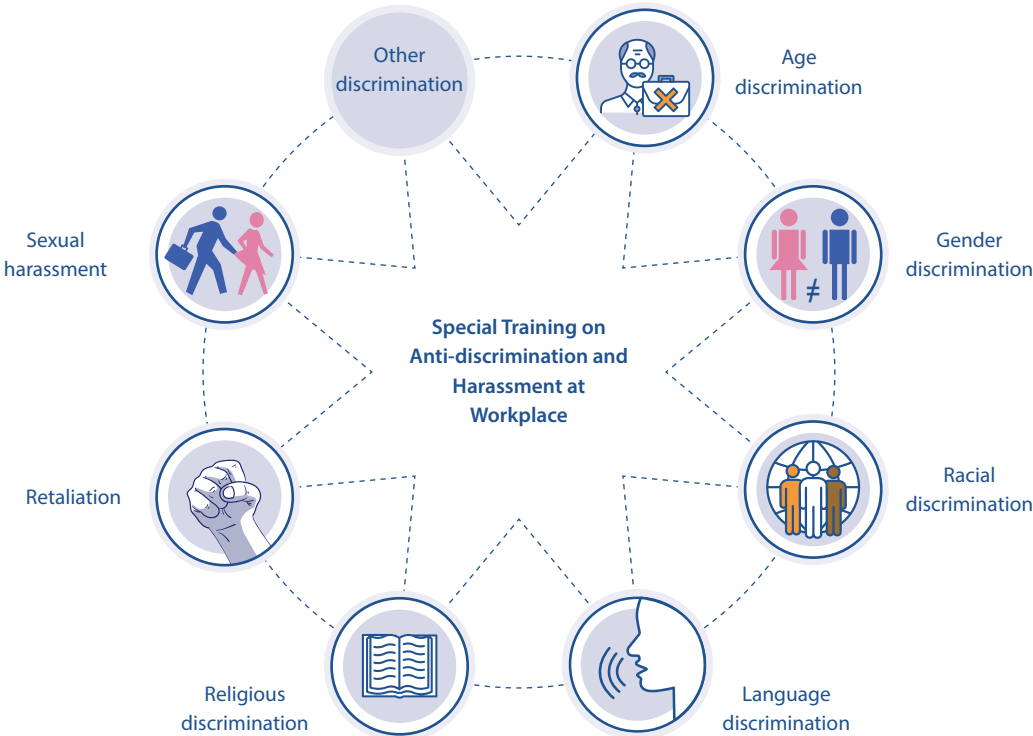 Other
discrimination
Age
discrimination
Sexual
harassment
Gender
discrimination
≠
Special Training on
Anti-discrimination and
Harassment at
Workplace
Retaliation
Racial
discrimination
Religious
discrimination
Language
discrimination